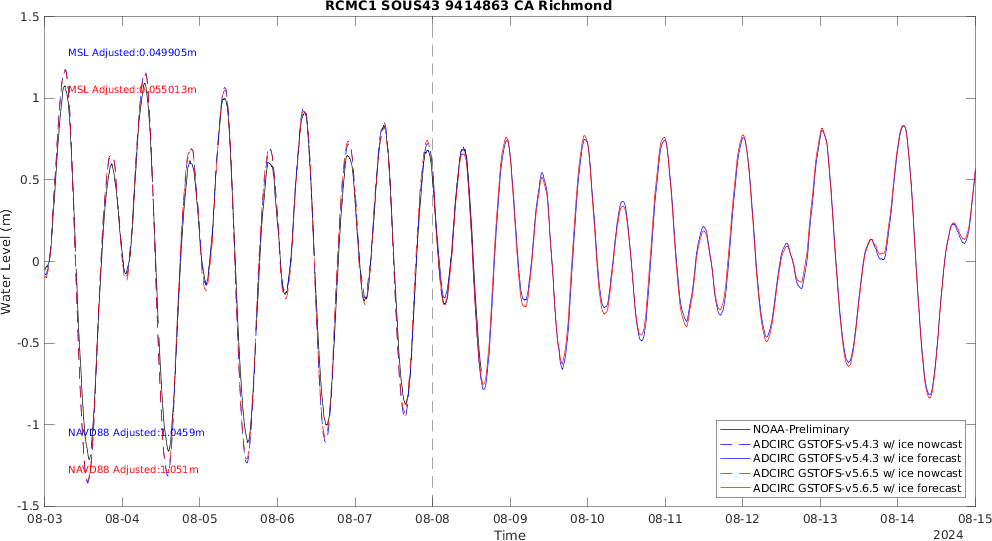 RCMC1 SOUS43 9414863 CA Richmond
1.5
MSL Adjusted:0.049905m
MSL Adjusted:0.055013m
1
0.5
0
Water Level (m)
-0.5
-1
NAVD88 Adjusted:1.0459m
NAVD88 Adjusted:1.051m
NOAA-Preliminary
ADCIRC GSTOFS-v5.4.3 w/ ice nowcast
ADCIRC GSTOFS-v5.4.3 w/ ice forecast
ADCIRC GSTOFS-v5.6.5 w/ ice nowcast
ADCIRC GSTOFS-v5.6.5 w/ ice forecast
-1.5
08-03 08-04 08-05 08-06 08-07 08-08 08-09 08-10 08-11 08-12 08-13 08-14 08-15
Time
2024